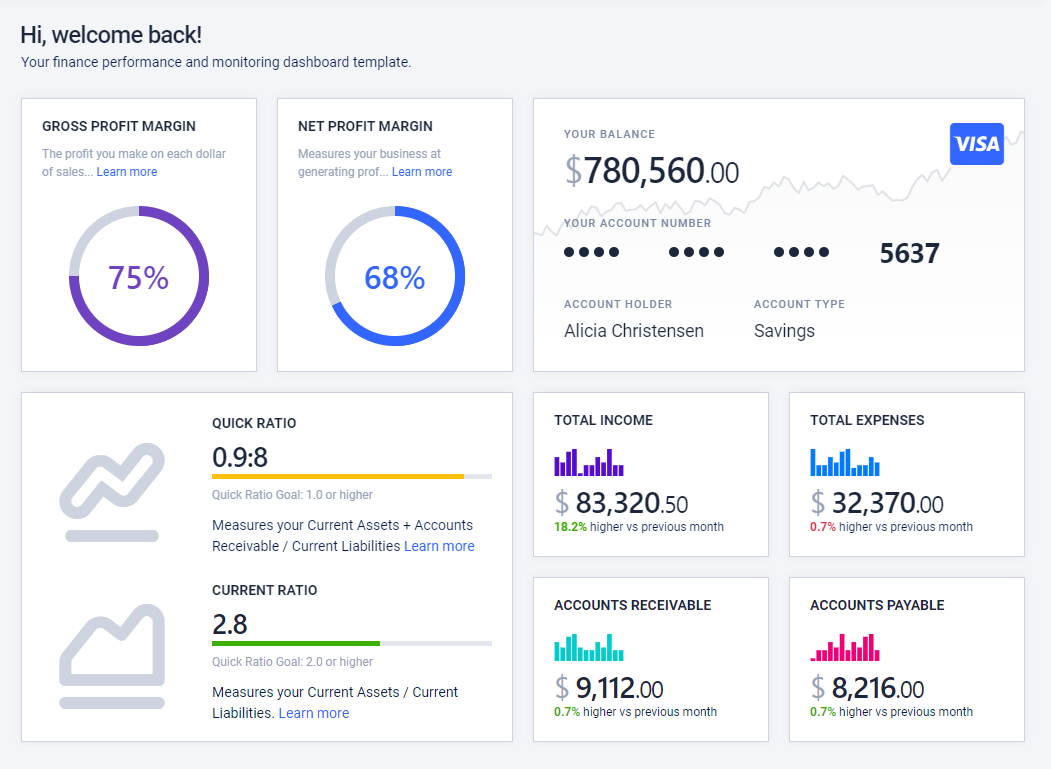 Hi, welcome back!
Your finance performance and monitoring dashboard template.
GROSS PROFIT MARGIN
The profit you make on each dollar
of sales... Learn more
75%
NET PROFIT MARGIN
Measures your business at
generating prof... Learn more
68%
YOUR BALANCE
$780,560.00
VISA
YOUR ACCOUNT NUMBER
●●●● ●●●● ●●●● 5637
ACCOUNT HOLDER
Alicia Christensen
ACCOUNT TYPE
Savings
QUICK RATIO
0.9:8
Quick Ratio Goal: 1.0 or higher
Measures your Current Assets + Accounts
Receivable / Current Liabilities Learn more
CURRENT RATIO
2.8
Quick Ratio Goal: 2.0 or higher
Measures your Current Assets / Current
Liabilities. Learn more
TOTAL INCOME
$ 83,320.50
18.2% higher vs previous month
TOTAL EXPENSES
$ 32,370.00
0.7% higher vs previous month
ACCOUNTS RECEIVABLE
$ 9,112.00
0.7% higher vs previous month
ACCOUNTS PAYABLE
$ 8,216.00
0.7% higher vs previous month